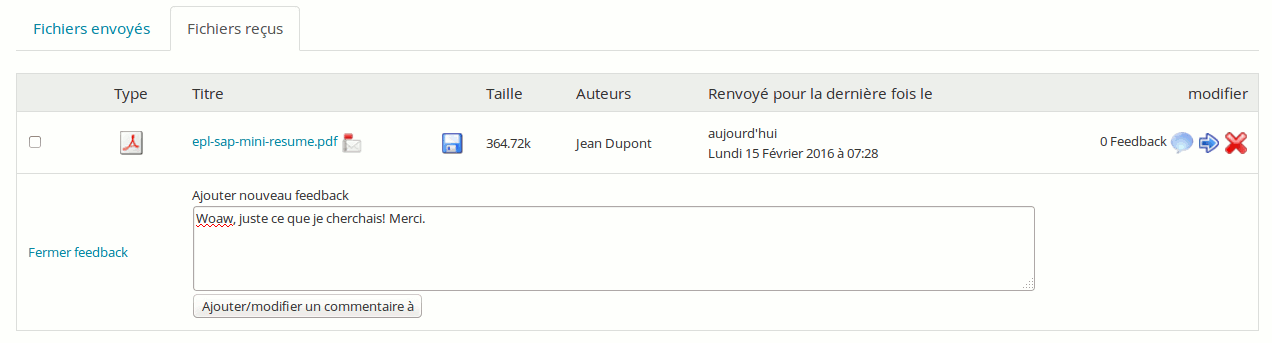 Fichiers envoyés Fichiers reçus
Type Titre Taille Auteurs Renvoyé pour la dernière fois le modifier
epl-sap-mini-resume.pdf 364.72k Jean Dupont aujourd'hui 0 Feedback
Lundi 15 Février 2016 à 07:28
Ajouter nouveau feedback
Woaw, juste ce que je cherchais! Merci.
Fermer feedback
Ajouter/modifier un commentaire à